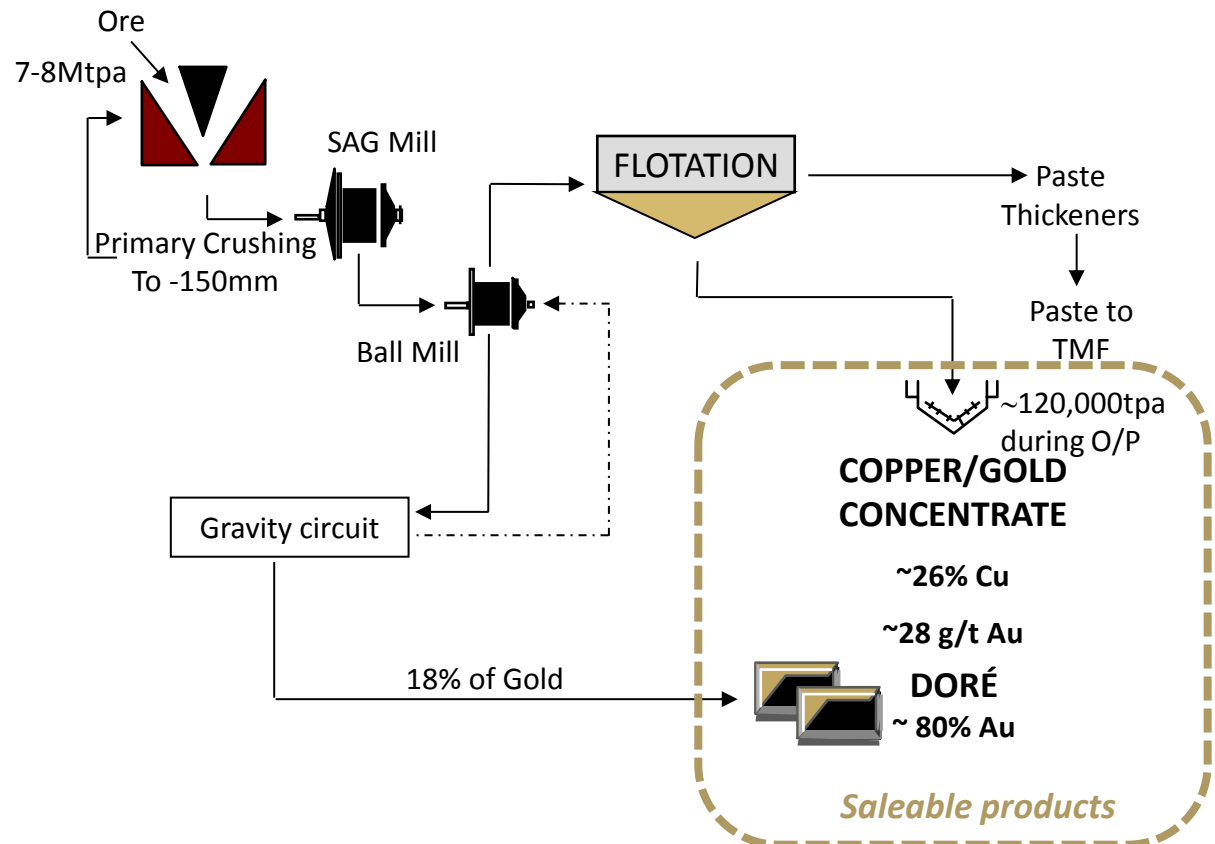 Ore
7-8Mtpa
SAG Mill
FLOTATION
Paste
Thickeners
Primary Crushing
To -150mm
Paste to
TMF
Ball Mill
~120,000tpa
during O/P
COPPER/GOLD
CONCENTRATE
Gravity circuit
~26% Cu
~28 g/t Au
18% of Gold
DORÉ
~ 80% Au
Saleable products